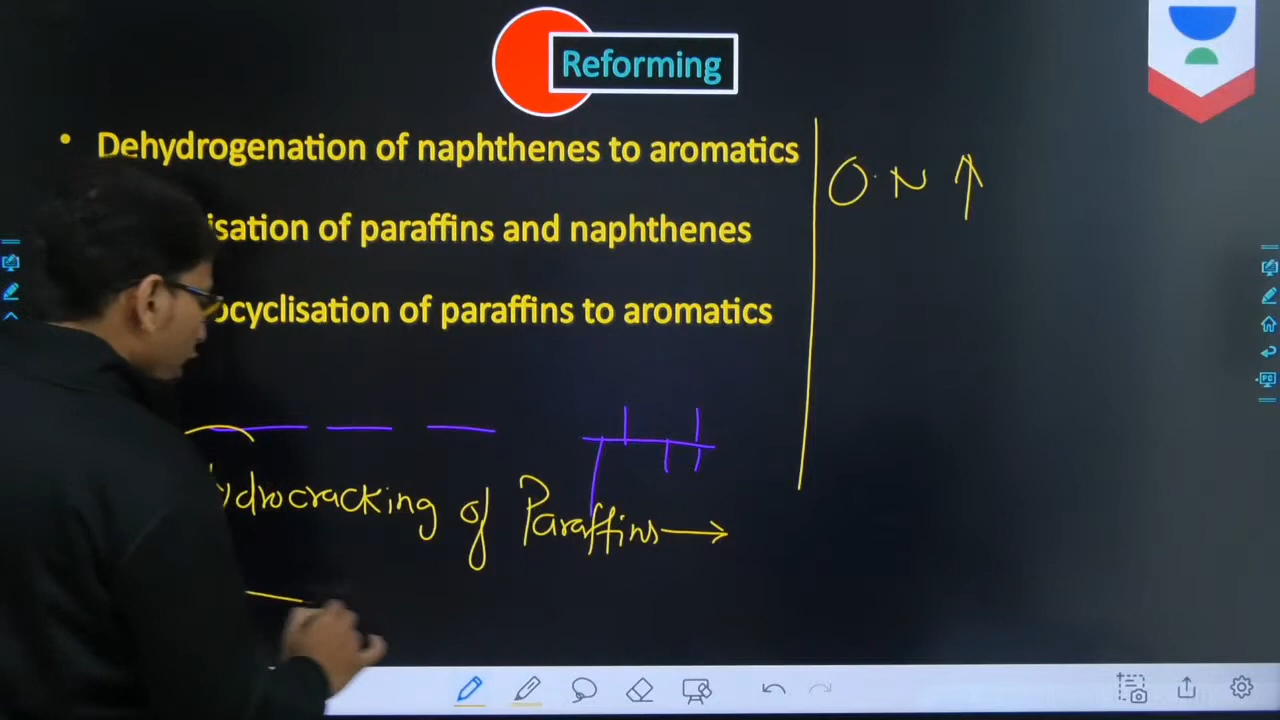 Reforming
• Dehydrogenation of naphthenes to aromatics
isation of paraffins and naphthenes
ocyclisation of paraffins to aromatics
O.N ↑
ydrocracking of Paraffins →